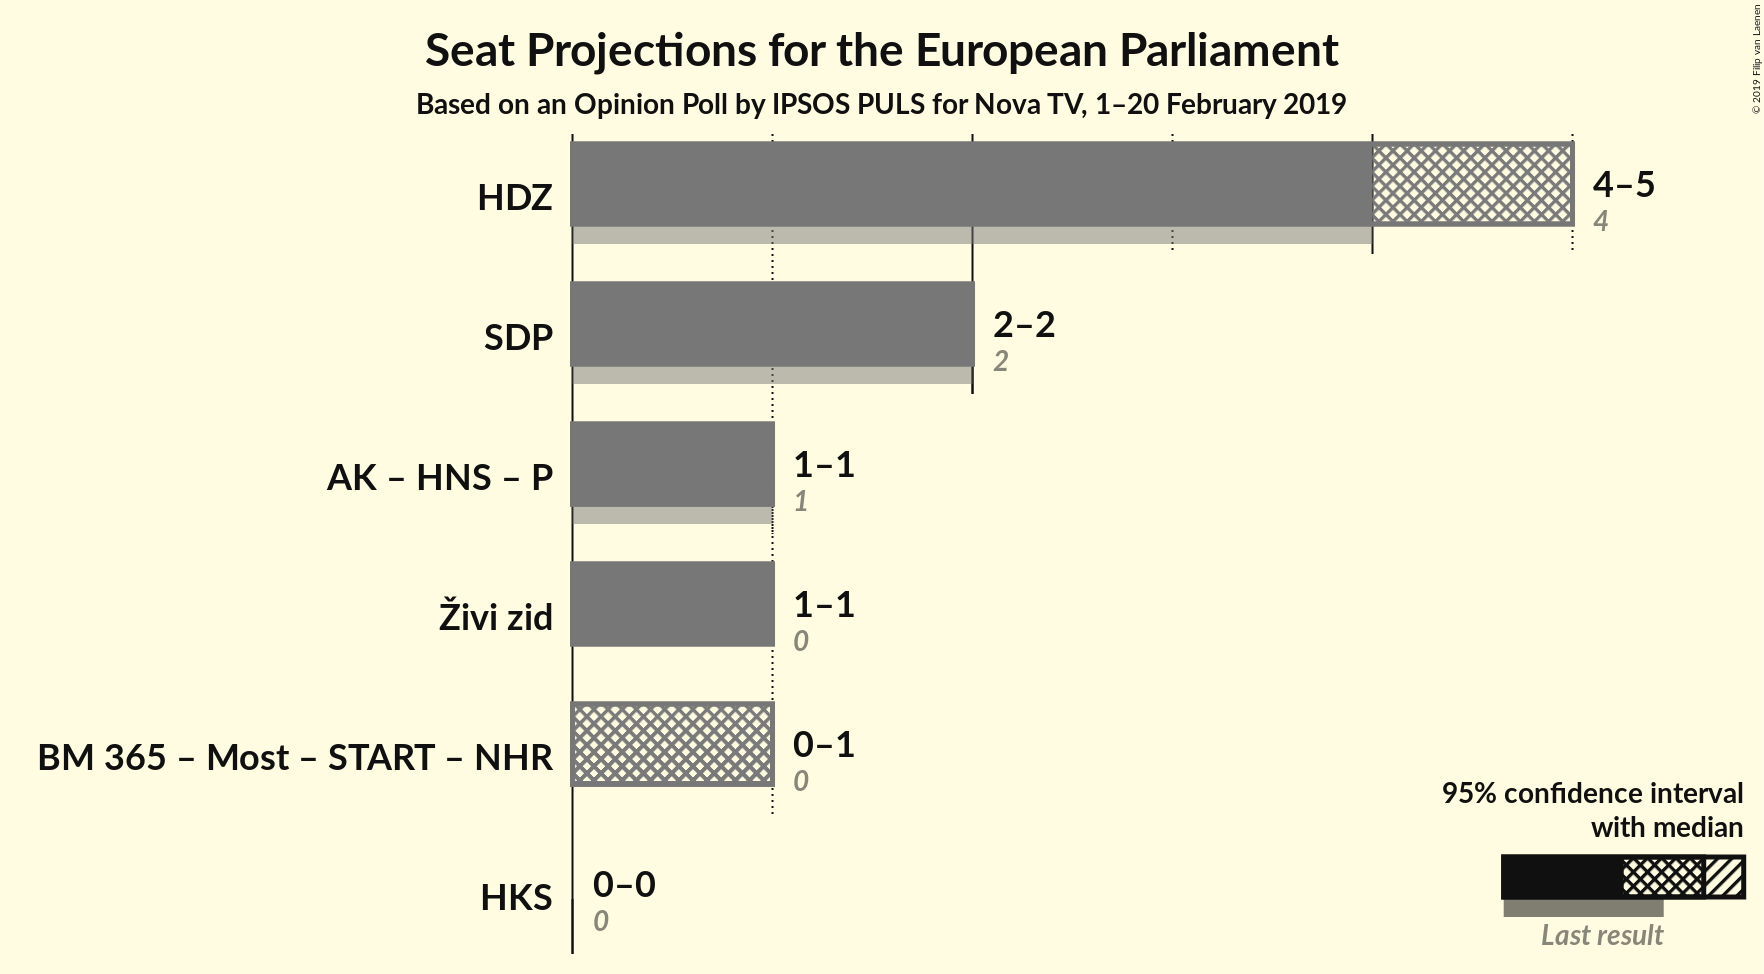 Seat Projections for the European Parliament
Based on an Opinion Poll by IPSOS PULS for Nova TV, 1–20 February 2019
© 2019 Filip van Laenen
HDZ
4–5
4
SDP
2–2
2
AK – HNS – P
1–1
1
Živi zid
1–1
0
BM 365 – Most – START – NHR
0–1
0
HKS
0–0
0
95% confidence interval
with median
Last result